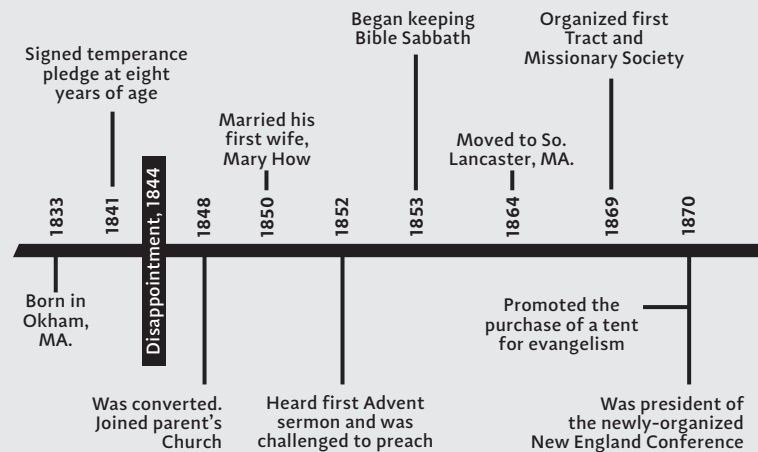 Signed temperance
pledge at eight
years of age
Married his
first wife,
Mary How
Began keeping
Bible Sabbath
Moved to So.
Lancaster, MA.
Organized first
Tract and
Missionary Society
1833
1841
Disappointment, 1844
1848
1850
1852
1853
1864
1869
1870
Born in
Okham,
MA.
Was converted.
Joined parent's
Church
Heard first Advent
sermon and was
challenged to preach
Promoted the
purchase of a tent
for evangelism
Was president of
the newly-organized
New England Conference